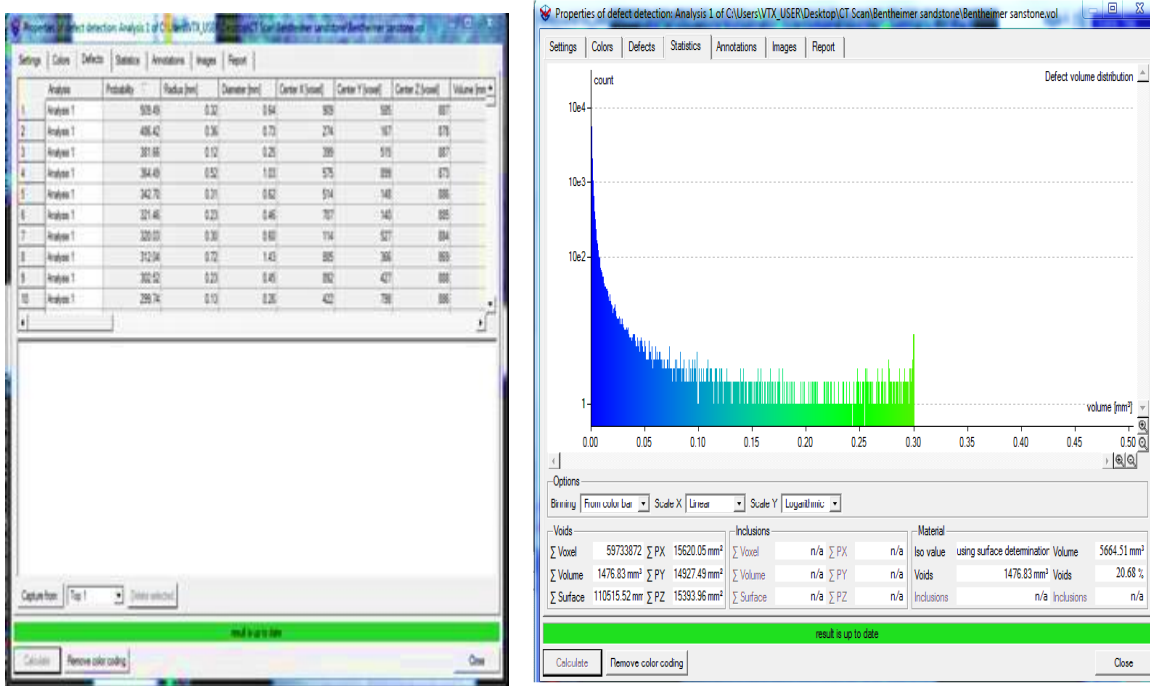 Properties of defect detection: Analysis 1 of C:\Users\VTX_USER\Desktop\CT Scan\Bentheimer sandstone\Bentheimer sanstone.vol
Settings Colors Defects Statistics Annotations Images Report
Analysis Probability Radius [mm] Diameter [mm] Center X [voxel] Center Y [voxel] Center Z [voxel] Volume
1 Analysis 1 509.49 0.32 0.64 909
2 Analysis 1 0.36 0.73 274 167 878
3 Analysis 1 0.12 0.25 399 515 887
4 Analysis 1 364.49 0.52 1.03 575 899 873
5 Analysis 1 342.70 0.31 0.62 514 148 886
6 Analysis 1 321.46 0.23 0.46 707 885
7 Analysis 1 0.30 0.60 114 527 884
8 Analysis 1 312.04 0.72 1.43 366 869
9 Analysis 1 302.52 0.23 0.45 892 427
10 Analysis 1 299.74 0.13 0.26 422 798 886
Capture from: Top 1 Delete selected
result is up to date
Calculate Remove color coding Close
Properties of defect detection: Analysis 1 of C:\Users\VTX_USER\Desktop\CT Scan\Bentheimer sandstone\Bentheimer sanstone.vol
Settings Colors Defects Statistics Annotations Images Report
count Defect volume distribution
10e4
10e3
10e2
1
volume [mm³]
0.00 0.05 0.10 0.15 0.20 0.25 0.30 0.35 0.40 0.45 0.50
Options
Binning From color bar Scale X Linear Scale Y Logarithmic
Voids Inclusions Material
Σ Voxel 59733872 Σ PX 15620.05 mm² Σ Voxel n/a Σ PX n/a Iso value using surface determination Volume 5664.51 mm³
Σ Volume 1476.83 mm³ Σ PY 14927.49 mm² Σ Volume n/a Σ PY n/a Voids 1476.83 mm³ Voids 20.68 %
Σ Surface 110515.52 mm Σ PZ 15393.96 mm² Σ Surface n/a Σ PZ n/a Inclusions n/a Inclusions n/a
result is up to date
Calculate Remove color coding Close